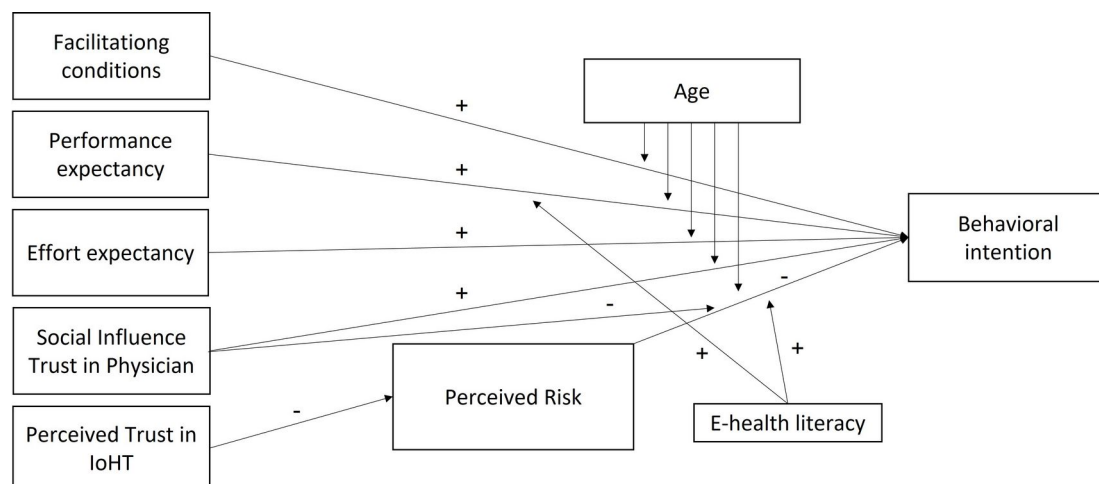 Facilitationg
conditions
Performance
expectancy
Effort expectancy
Social Influence
Trust in Physician
Perceived Trust in
IoHT
+
+
+
+
-
Age
Perceived Risk
-
-
+
+
E-health literacy
Behavioral
intention